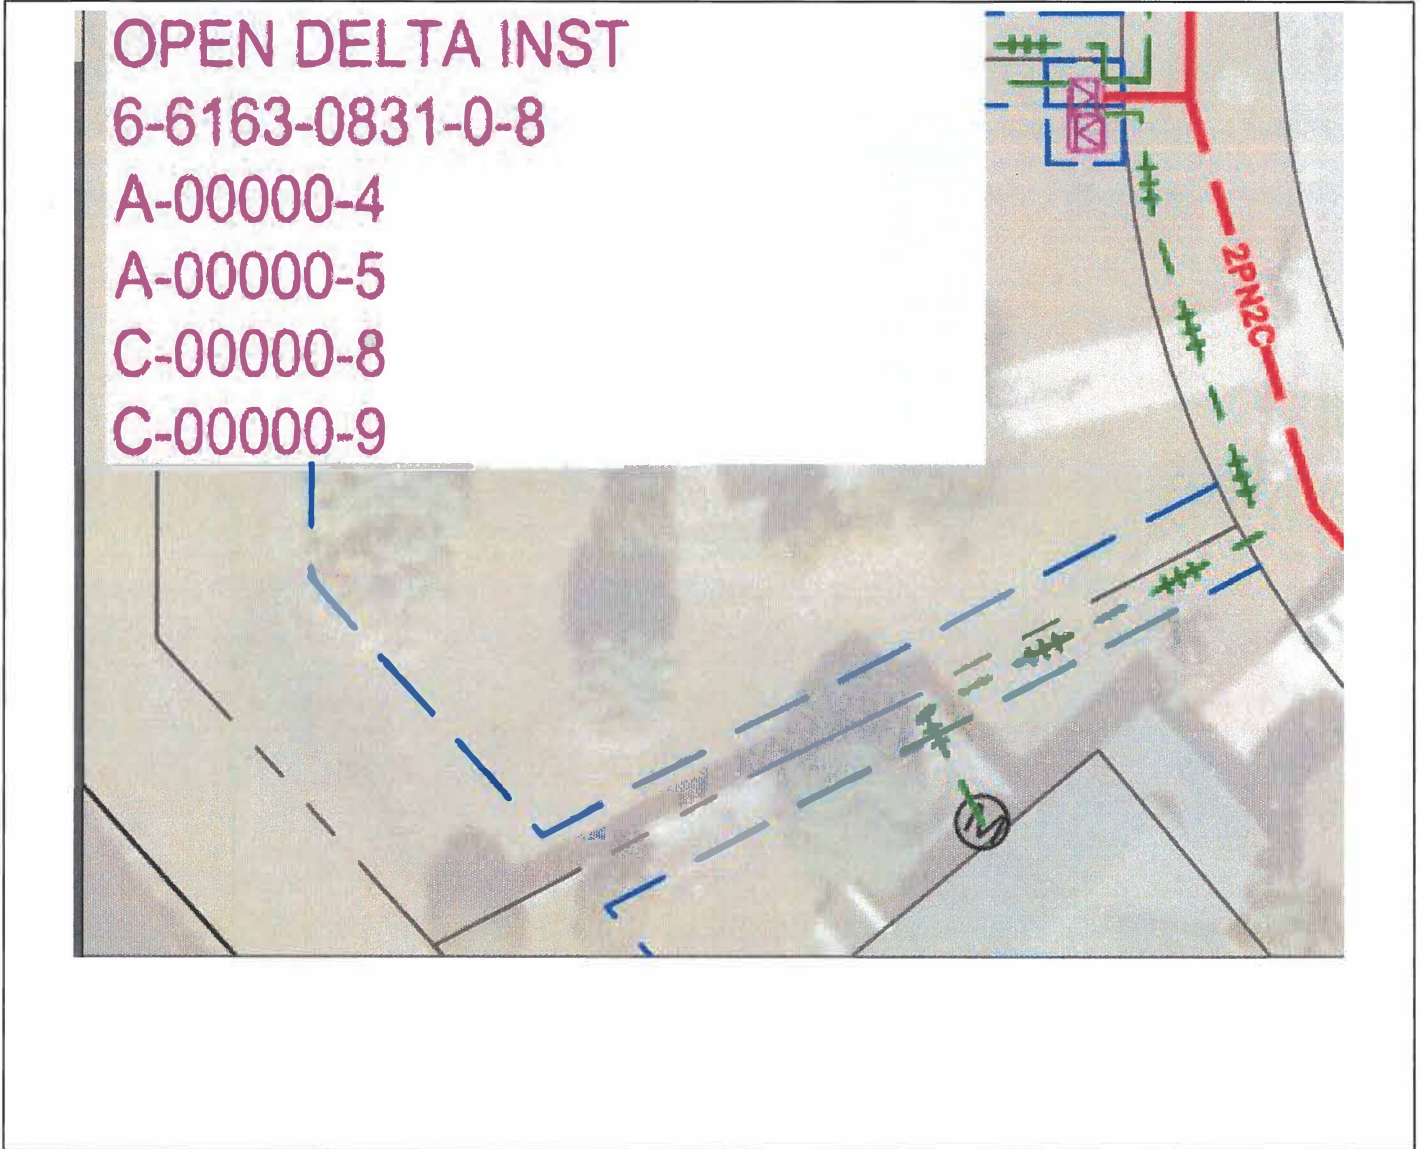 OPEN DELTA INST
6-6163-0831-0-8
A-00000-4
A-00000-5
C-00000-8
C-00000-9
2PN2C
M